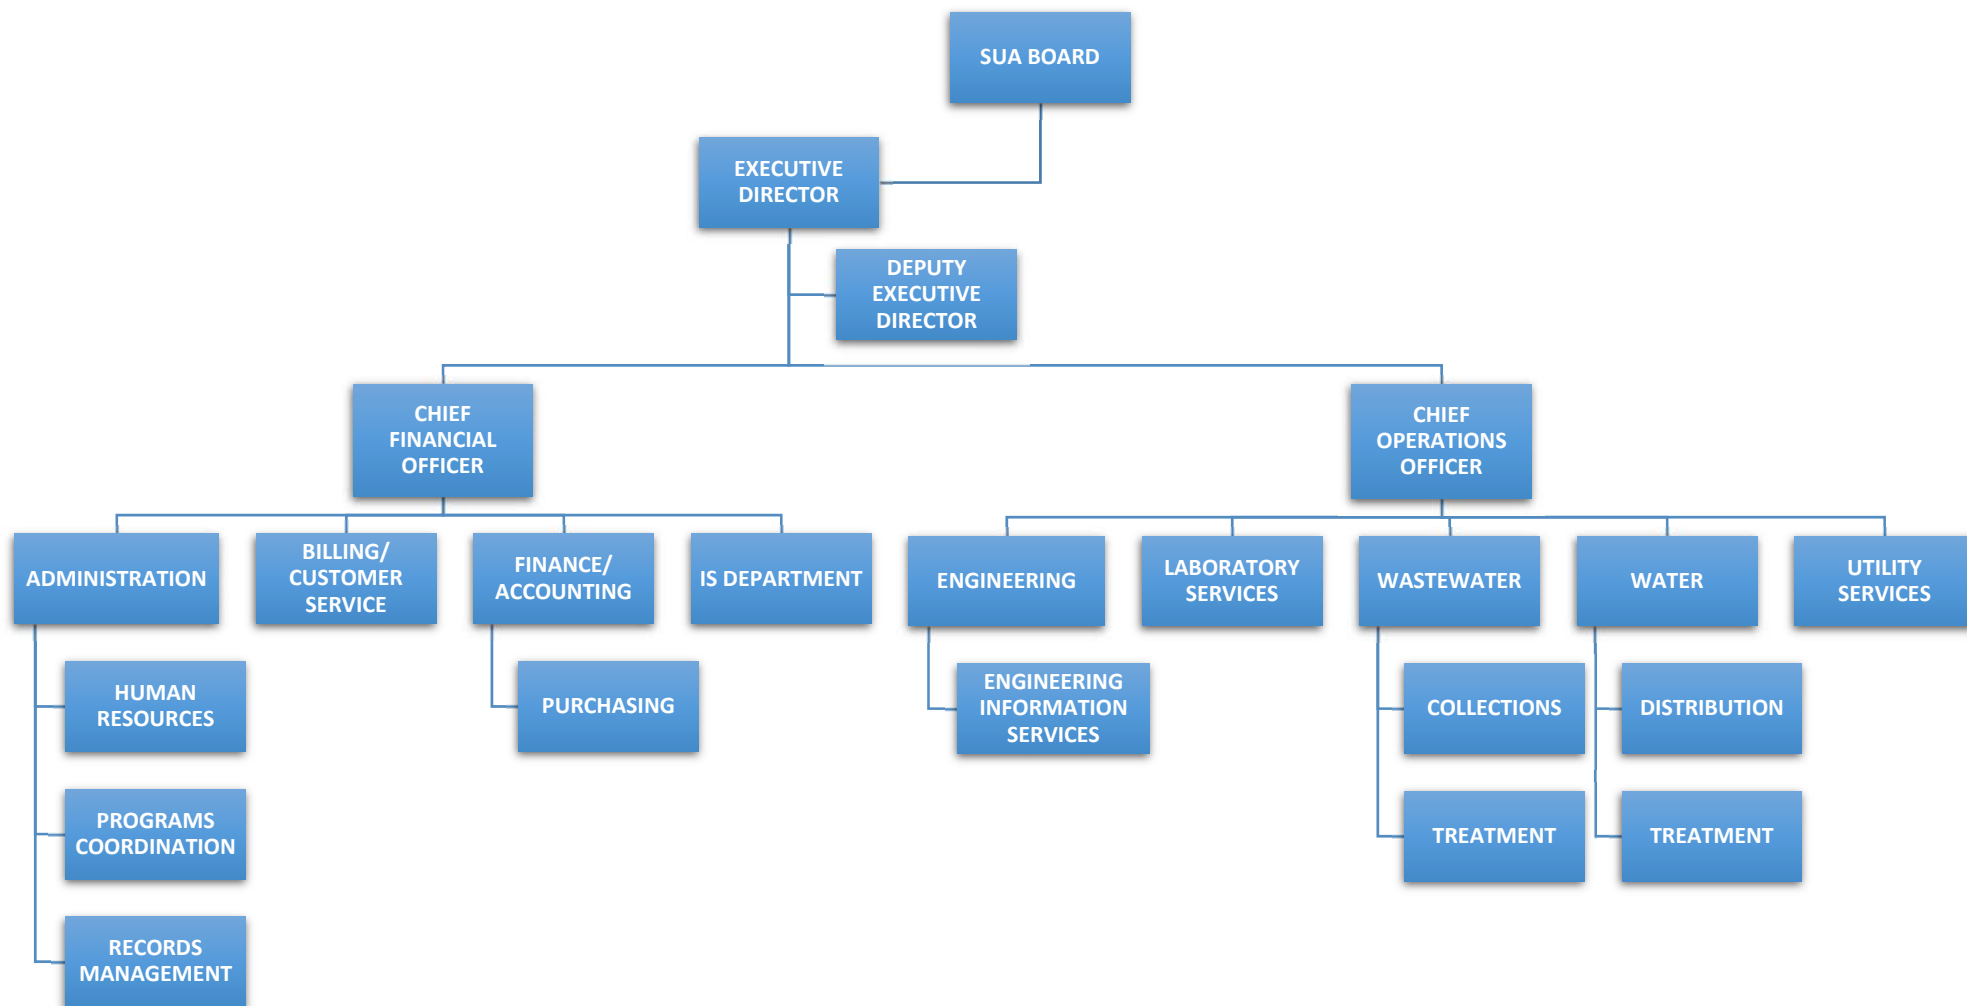 SUA BOARD
EXECUTIVE
DIRECTOR
DEPUTY
EXECUTIVE
DIRECTOR
CHIEF
FINANCIAL
OFFICER
CHIEF
OPERATIONS
OFFICER
ADMINISTRATION
BILLING/
CUSTOMER
SERVICE
FINANCE/
ACCOUNTING
IS DEPARTMENT
ENGINEERING
LABORATORY
SERVICES
WASTEWATER
WATER
UTILITY
SERVICES
HUMAN
RESOURCES
PURCHASING
ENGINEERING
INFORMATION
SERVICES
COLLECTIONS
DISTRIBUTION
PROGRAMS
COORDINATION
TREATMENT
TREATMENT
RECORDS
MANAGEMENT